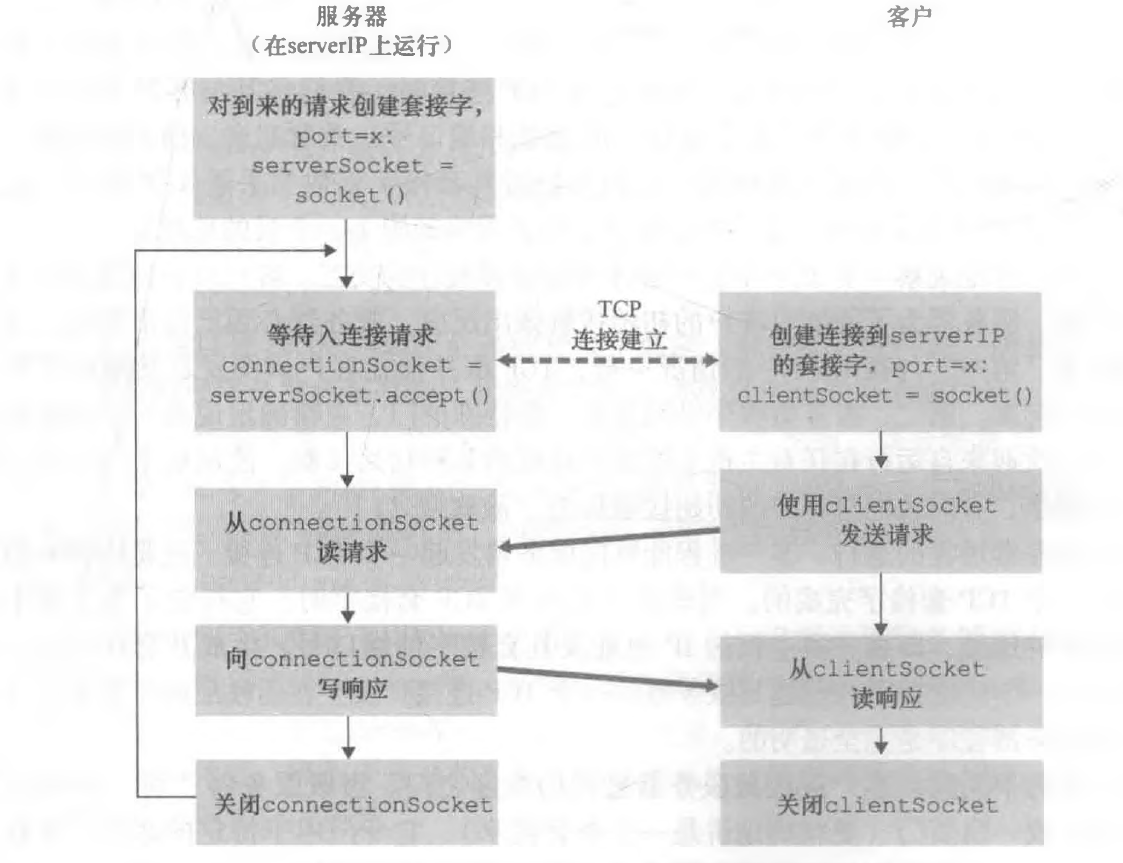 服务器
（在serverIP上运行）
客户
对到来的请求创建套接字，
port=x:
serverSocket =
socket()
等待入连接请求
connectionSocket =
serverSocket.accept()
TCP
连接建立
创建连接到serverIP
的套接字，port=x:
clientSocket = socket()
从connectionSocket
读请求
使用clientSocket
发送请求
向connectionSocket
写响应
从clientSocket
读响应
关闭connectionSocket
关闭clientSocket